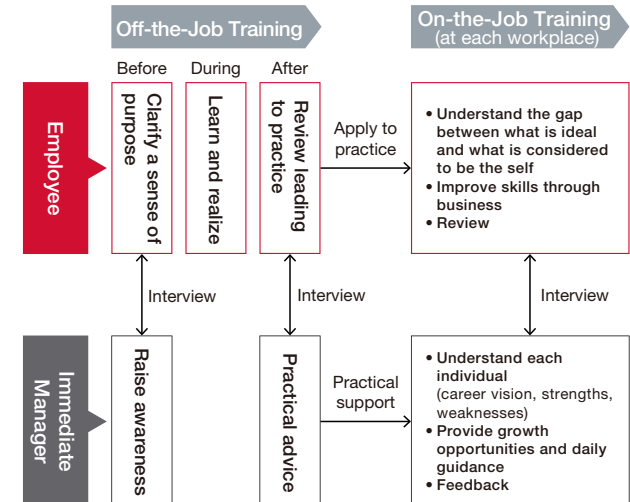 Off-the-Job Training
On-the-Job Training
(at each workplace)
Before
During
After
Employee
Clarify a sense of
purpose
Learn and realize
Review leading
to practice
Apply to
practice
• Understand the gap
between what is ideal
and what is considered
to be the self
• Improve skills through
business
• Review
Interview
Interview
Interview
Immediate
Manager
Raise awareness
Practical advice
Practical
support
• Understand each
individual
(career vision, strengths,
weaknesses)
• Provide growth
opportunities and daily
guidance
• Feedback